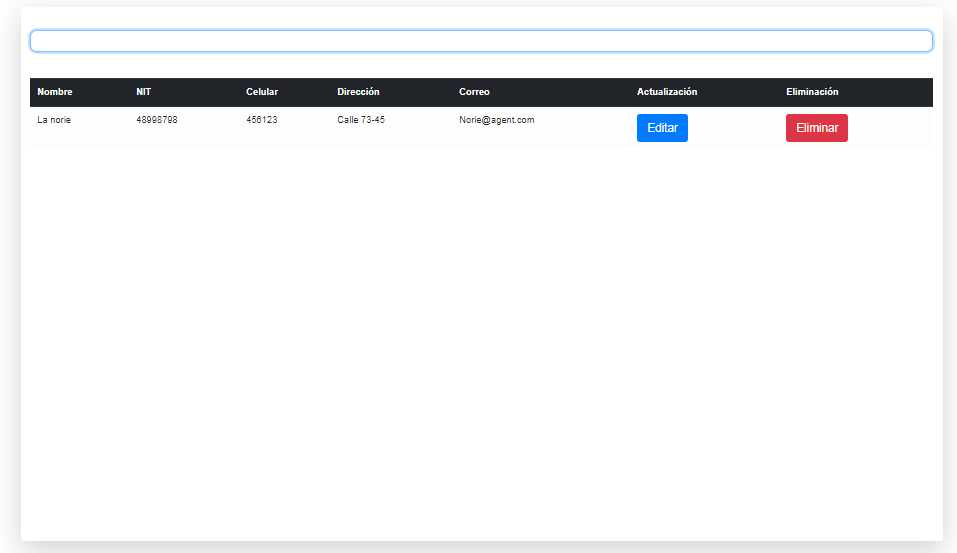 Nombre NIT Celular Dirección Correo Actualización Eliminación
La norie 48998798 456123 Calle 73-45 Norie@agent.com Editar Eliminar